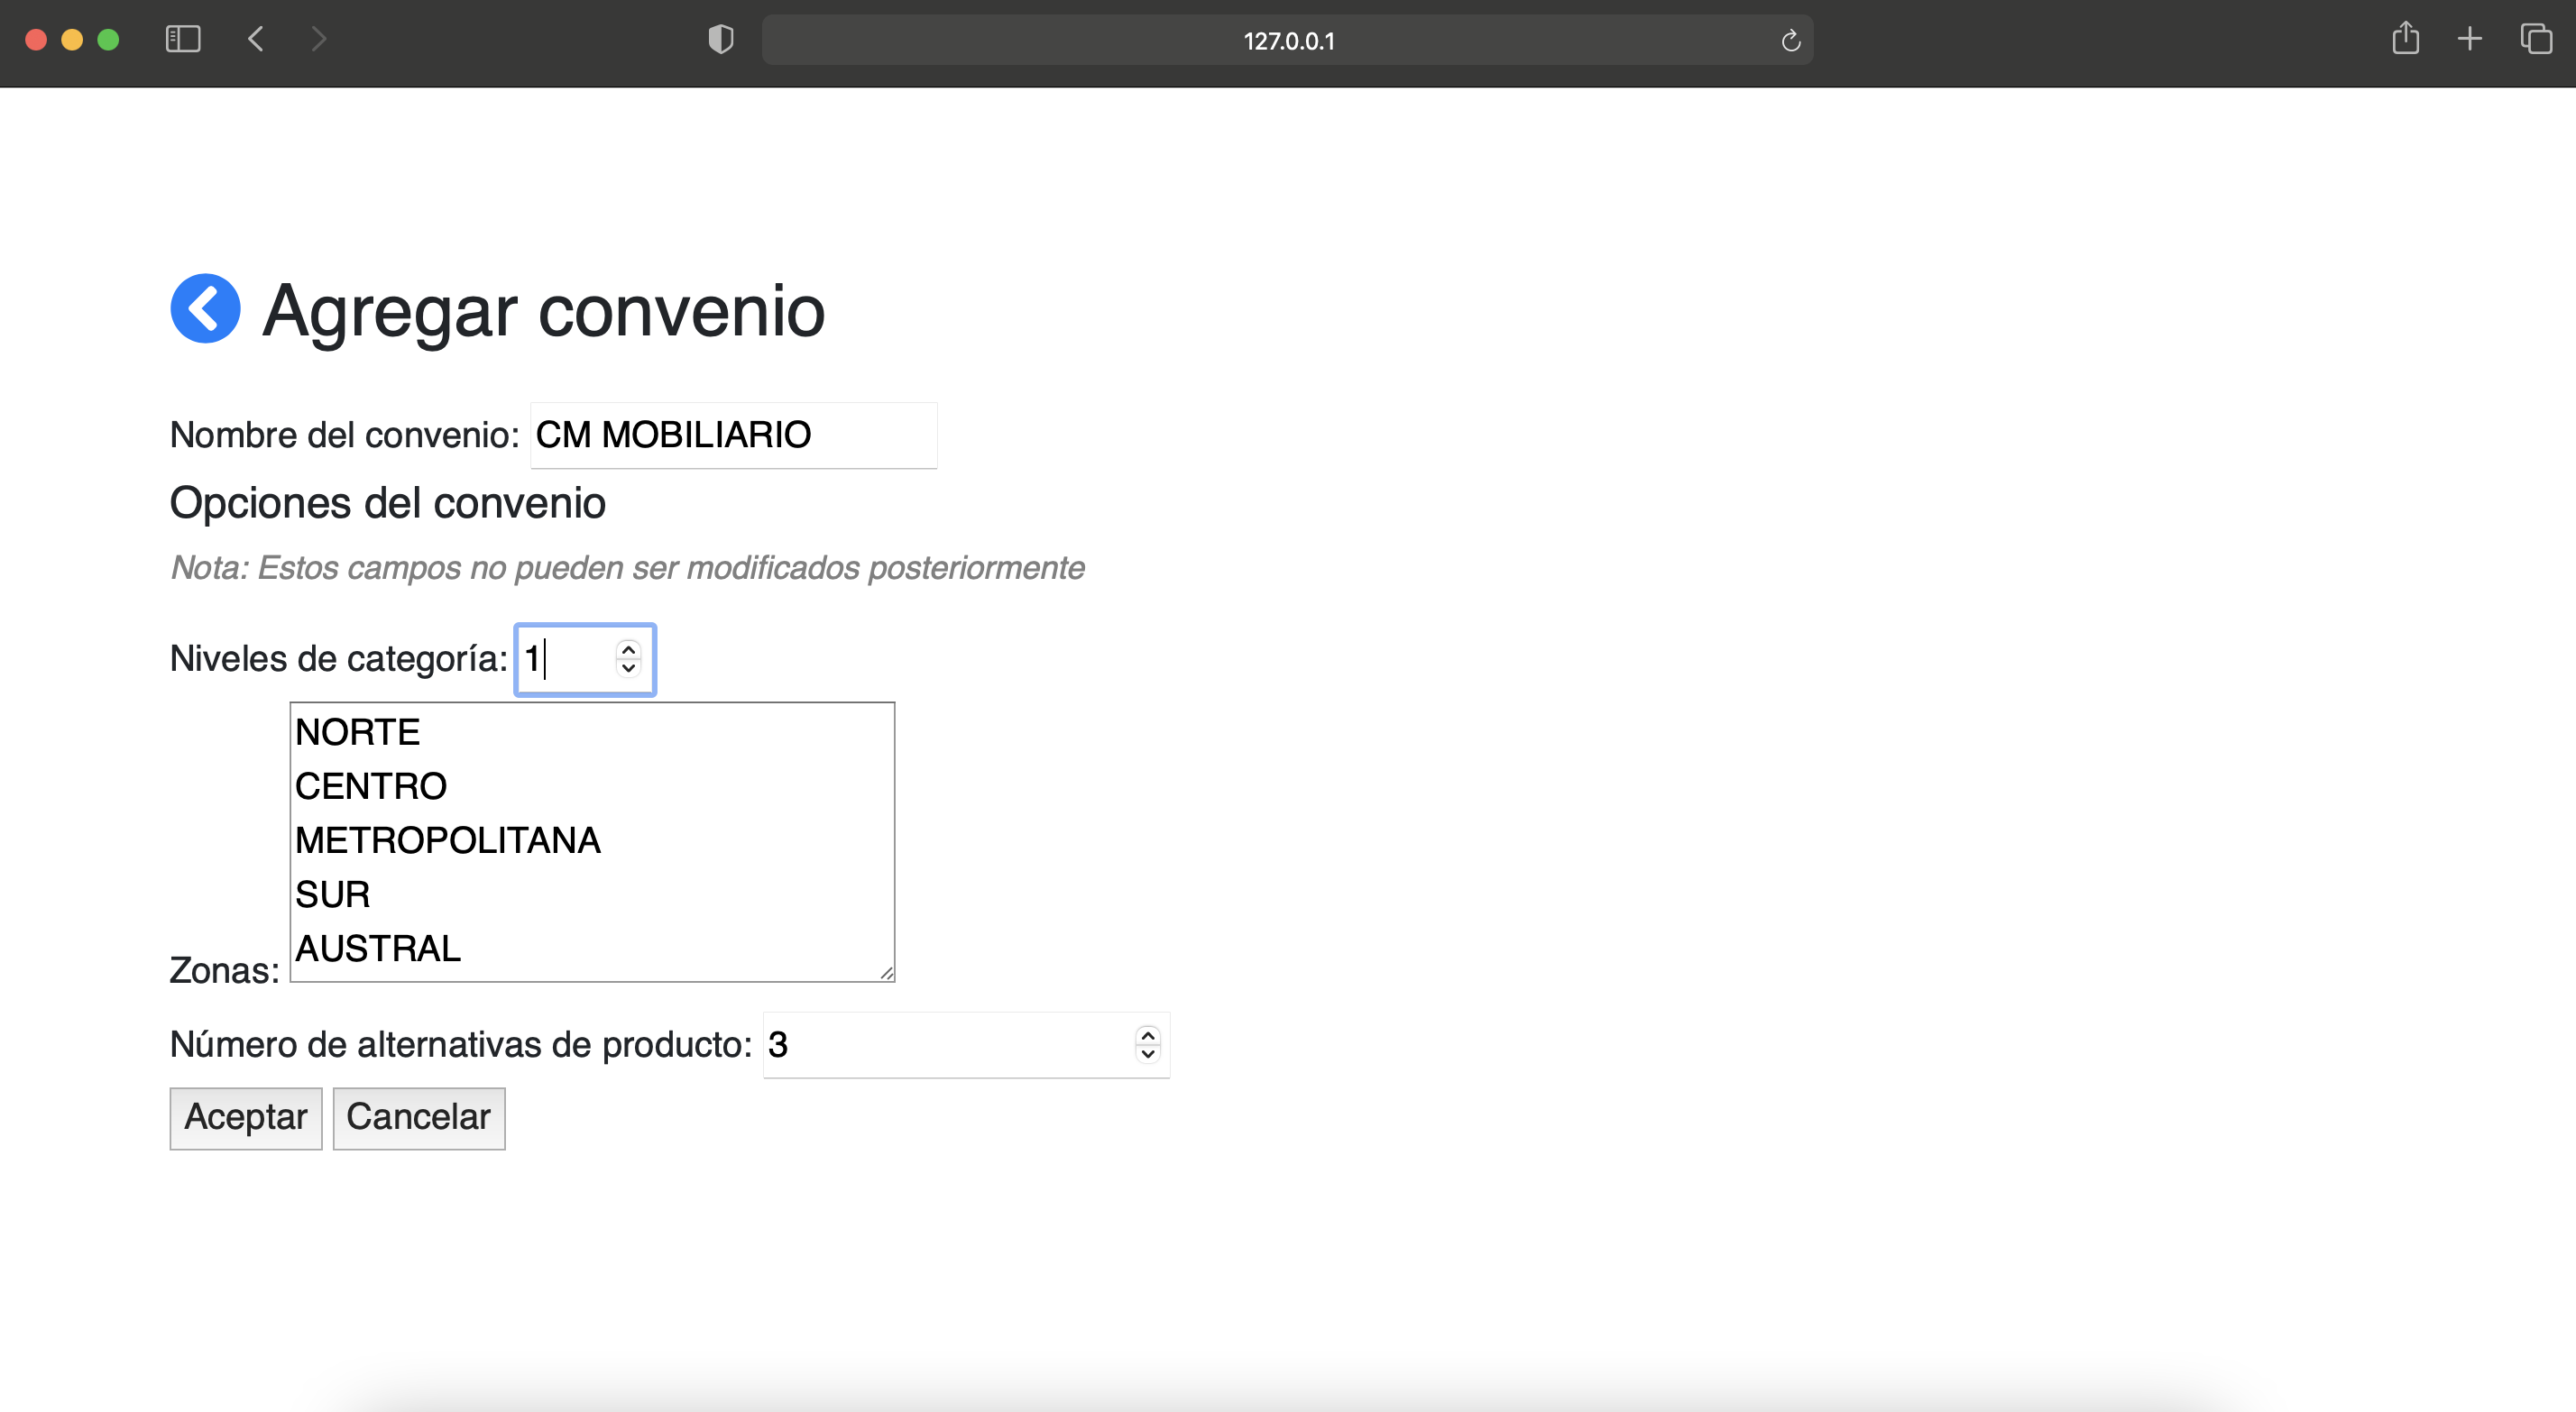 127.0.0.1
Agregar convenio
Nombre del convenio: CM MOBILIARIO
Opciones del convenio
Nota: Estos campos no pueden ser modificados posteriormente
Niveles de categoría: 1
NORTE
CENTRO
METROPOLITANA
SUR
AUSTRAL
Zonas:
Número de alternativas de producto: 3
Aceptar Cancelar